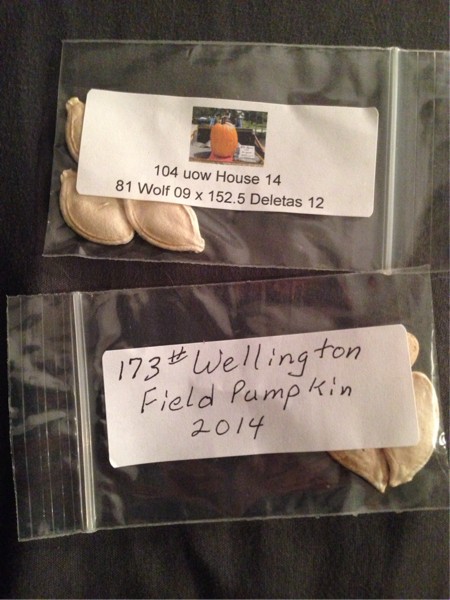 104 uow House 14
81 Wolf 09 x 152.5 Deletas 12
173# Wellington
Field Pumpkin
2014